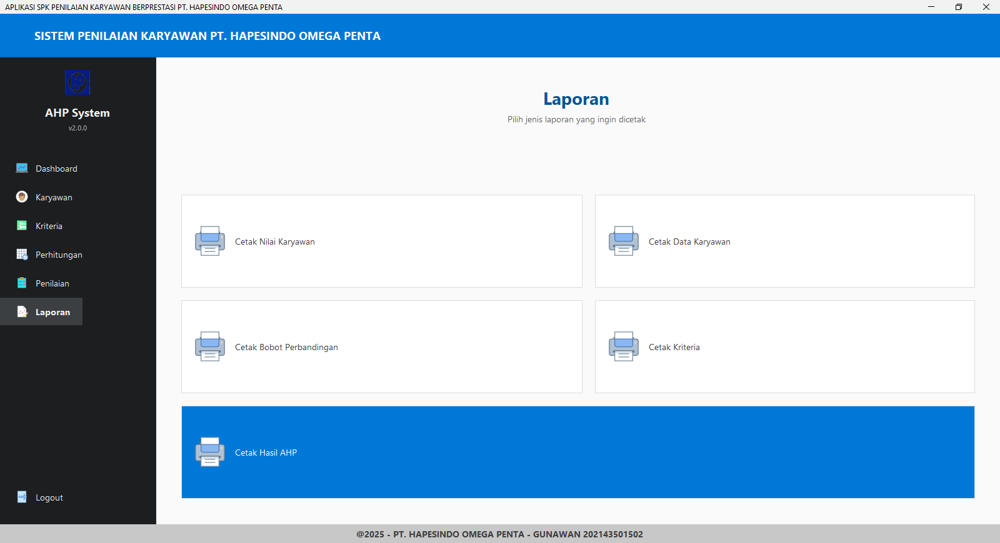 APLIKASI SPK PENILAIAN KARYAWAN BERPRESTASI PT. HAPESINDO OMEGA PENTA
SISTEM PENILAIAN KARYAWAN PT. HAPESINDO OMEGA PENTA
AHP System
v2.0.0
Dashboard
Karyawan
Kriteria
Perhitungan
Penilaian
Laporan
Logout
Laporan
Pilih jenis laporan yang ingin dicetak
Cetak Nilai Karyawan
Cetak Data Karyawan
Cetak Bobot Perbandingan
Cetak Kriteria
Cetak Hasil AHP
@2025 - PT. HAPESINDO OMEGA PENTA - GUNAWAN 202143501502